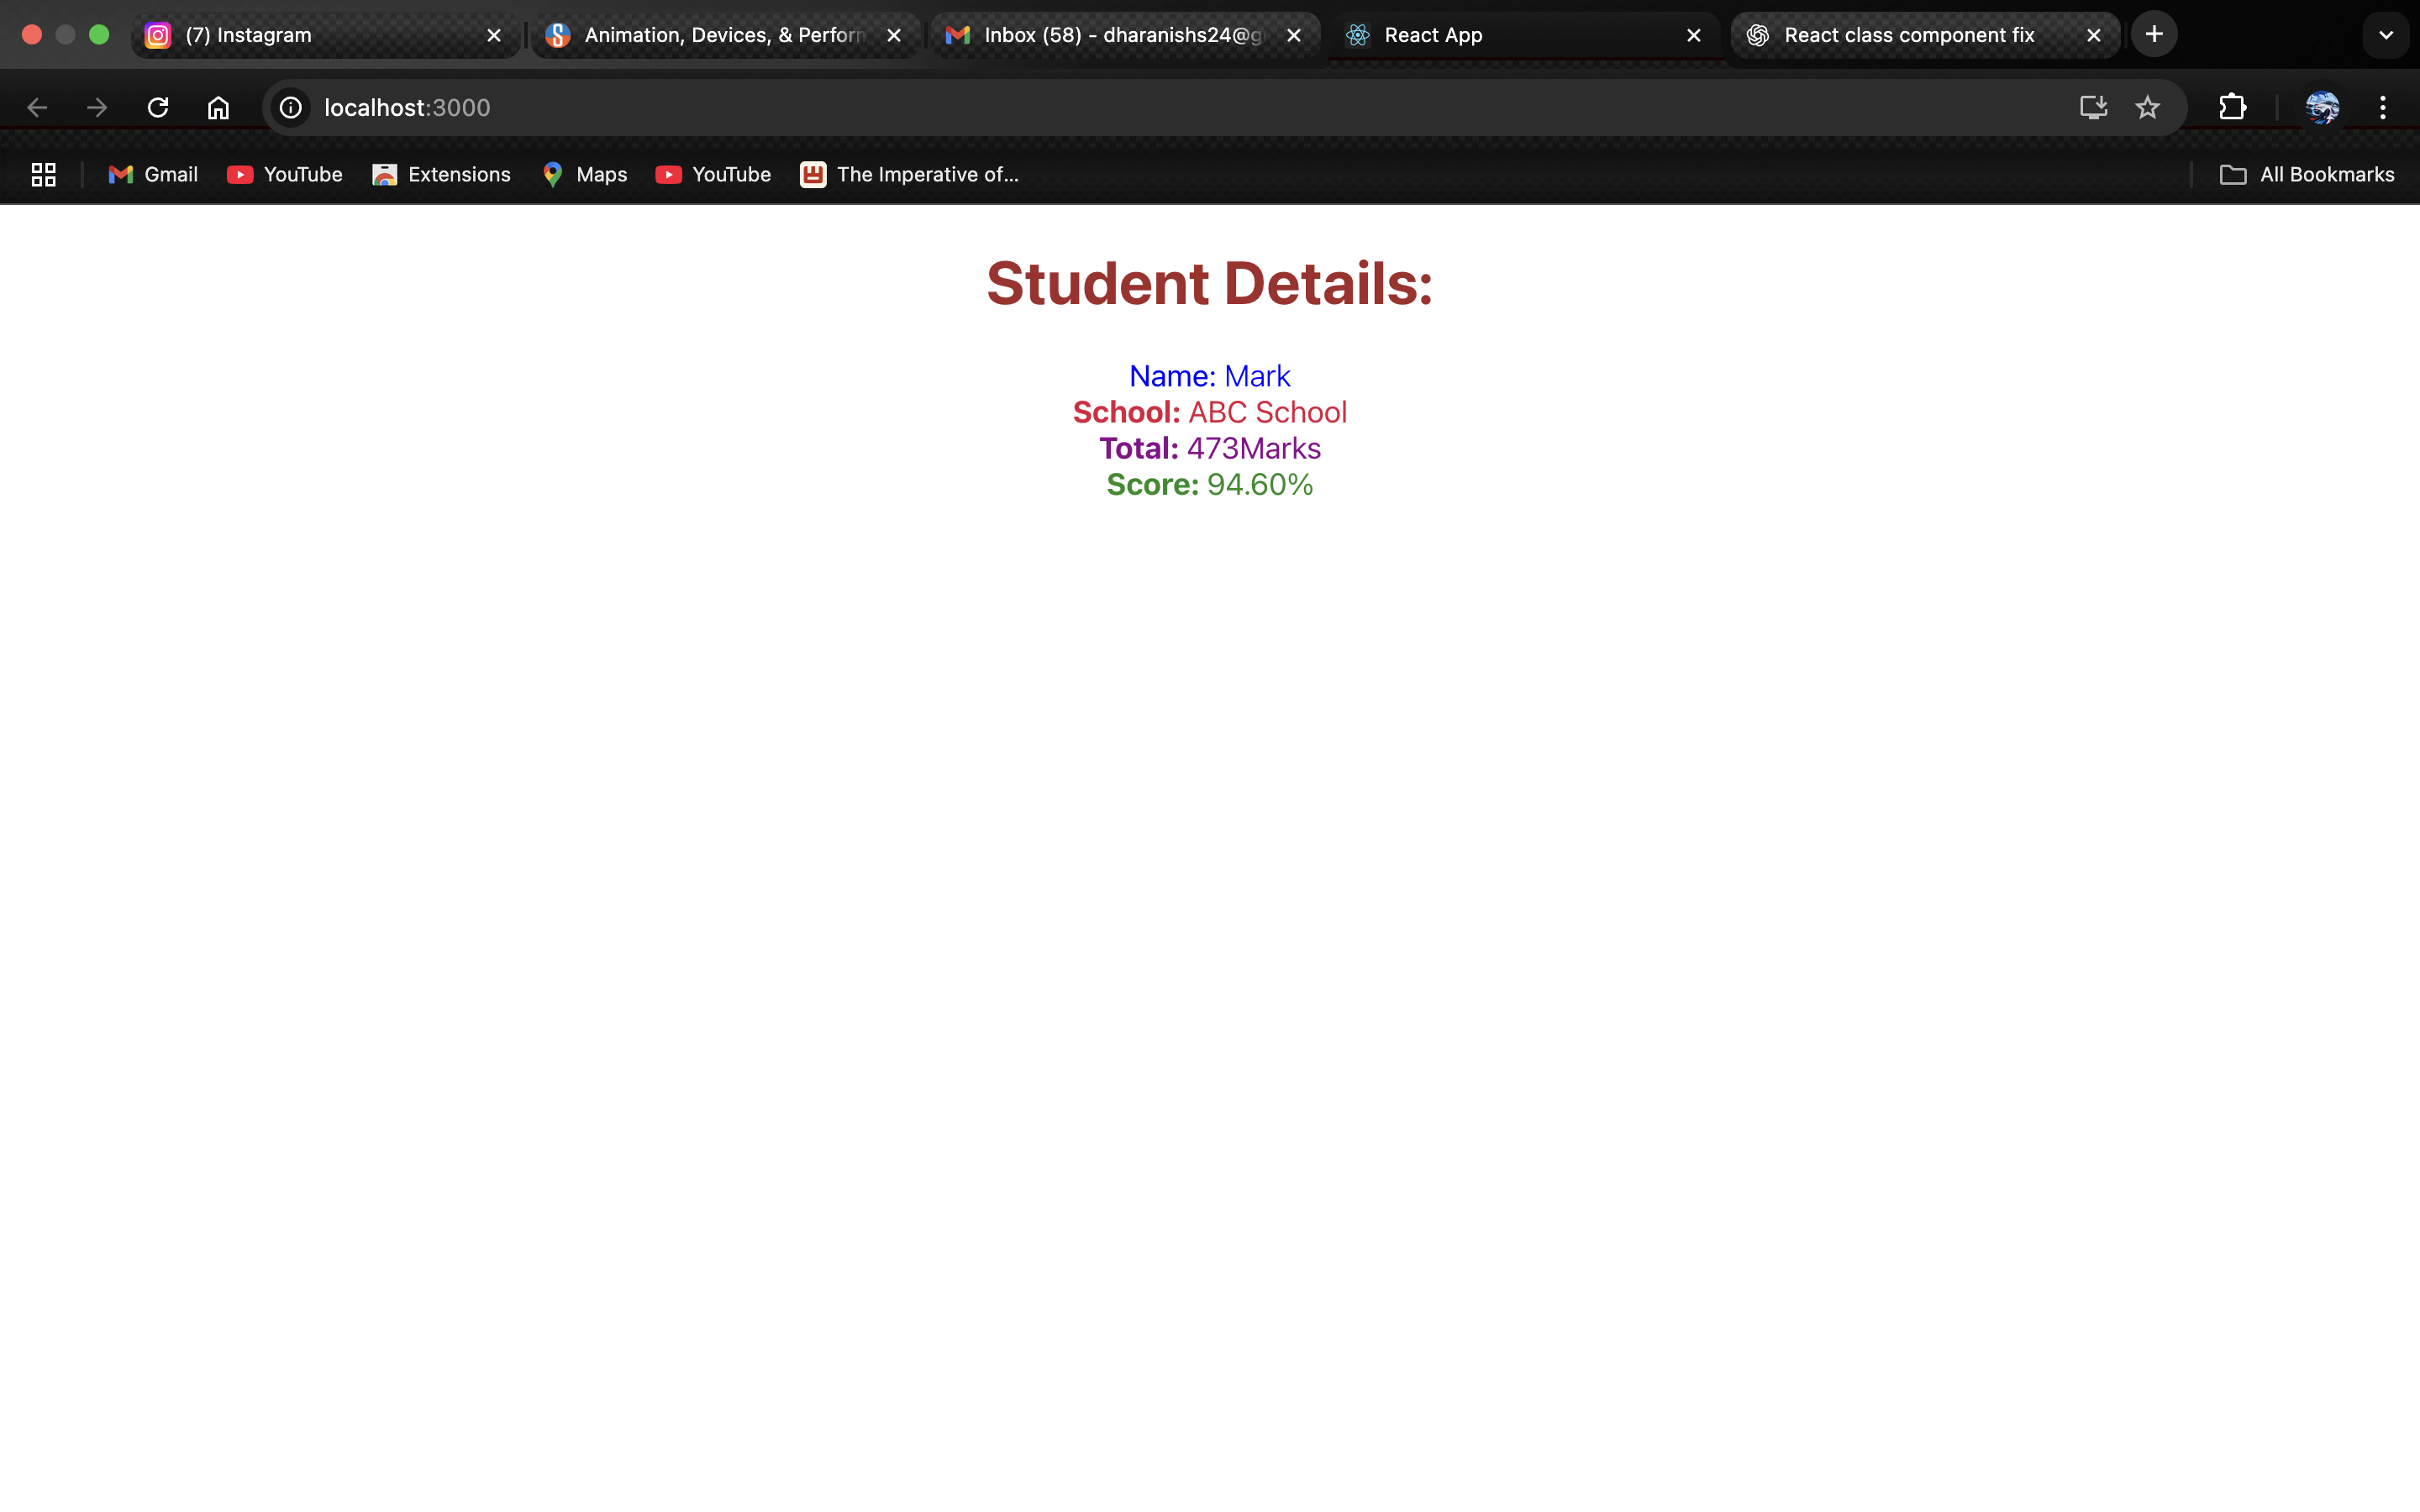 (7) Instagram
Animation, Devices, & Perform
Inbox (58) - dharanishs24@g
React App
React class component fix
localhost:3000
Gmail
YouTube
Extensions
Maps
YouTube
The Imperative of...
All Bookmarks
Student Details:
Name: Mark
School: ABC School
Total: 473Marks
Score: 94.60%